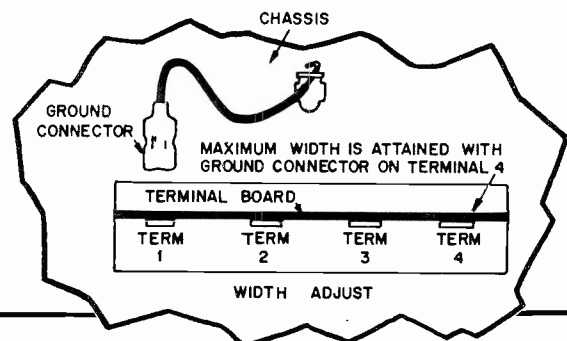 CHASSIS
GROUND
CONNECTOR
MAXIMUM WIDTH IS ATTAINED WITH
GROUND CONNECTOR ON TERMINAL 4
TERMINAL BOARD
TERM TERM TERM TERM
1 2 3 4
WIDTH ADJUST